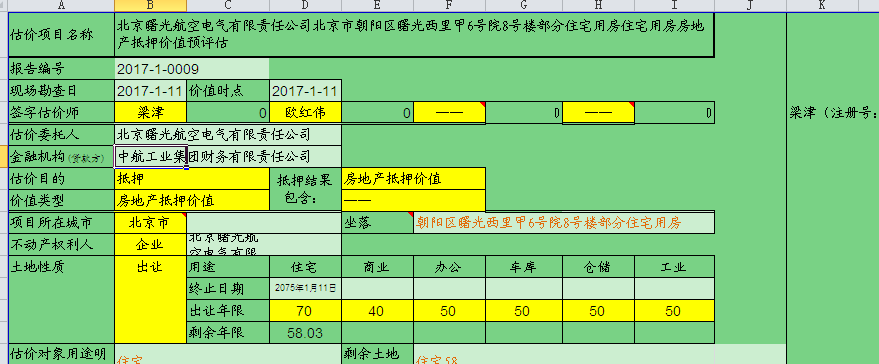 A B C D E F G H I J K
估价项目名称 北京曙光航空电气有限责任公司北京市朝阳区曙光西里甲6号院8号楼部分住宅用房住宅用房房地
产抵押价值预评估
报告编号 2017-1-0009
现场勘查日 2017-1-11 价值时点 2017-1-11
签字估价师 梁津 0 欧红伟 0 —— 0 —— 0 梁津（注册号：
估价委托人 北京曙光航空电气有限责任公司
金融机构(贷款方) 中航工业集团财务有限责任公司
估价目的 抵押 抵押结果 房地产抵押价值
价值类型 房地产抵押价值 包含： ——
项目所在城市 北京市 坐落 朝阳区曙光西里甲6号院8号楼部分住宅用房
不动产权利人 企业 北京曙光航
空电气有限
土地性质 出让 用途 住宅 商业 办公 车库 仓储 工业
终止日期 2075年1月11日
出让年限 70 40 50 50 50 50
剩余年限 58.03
估价对象用途明 住宅 剩余土地 住宅58